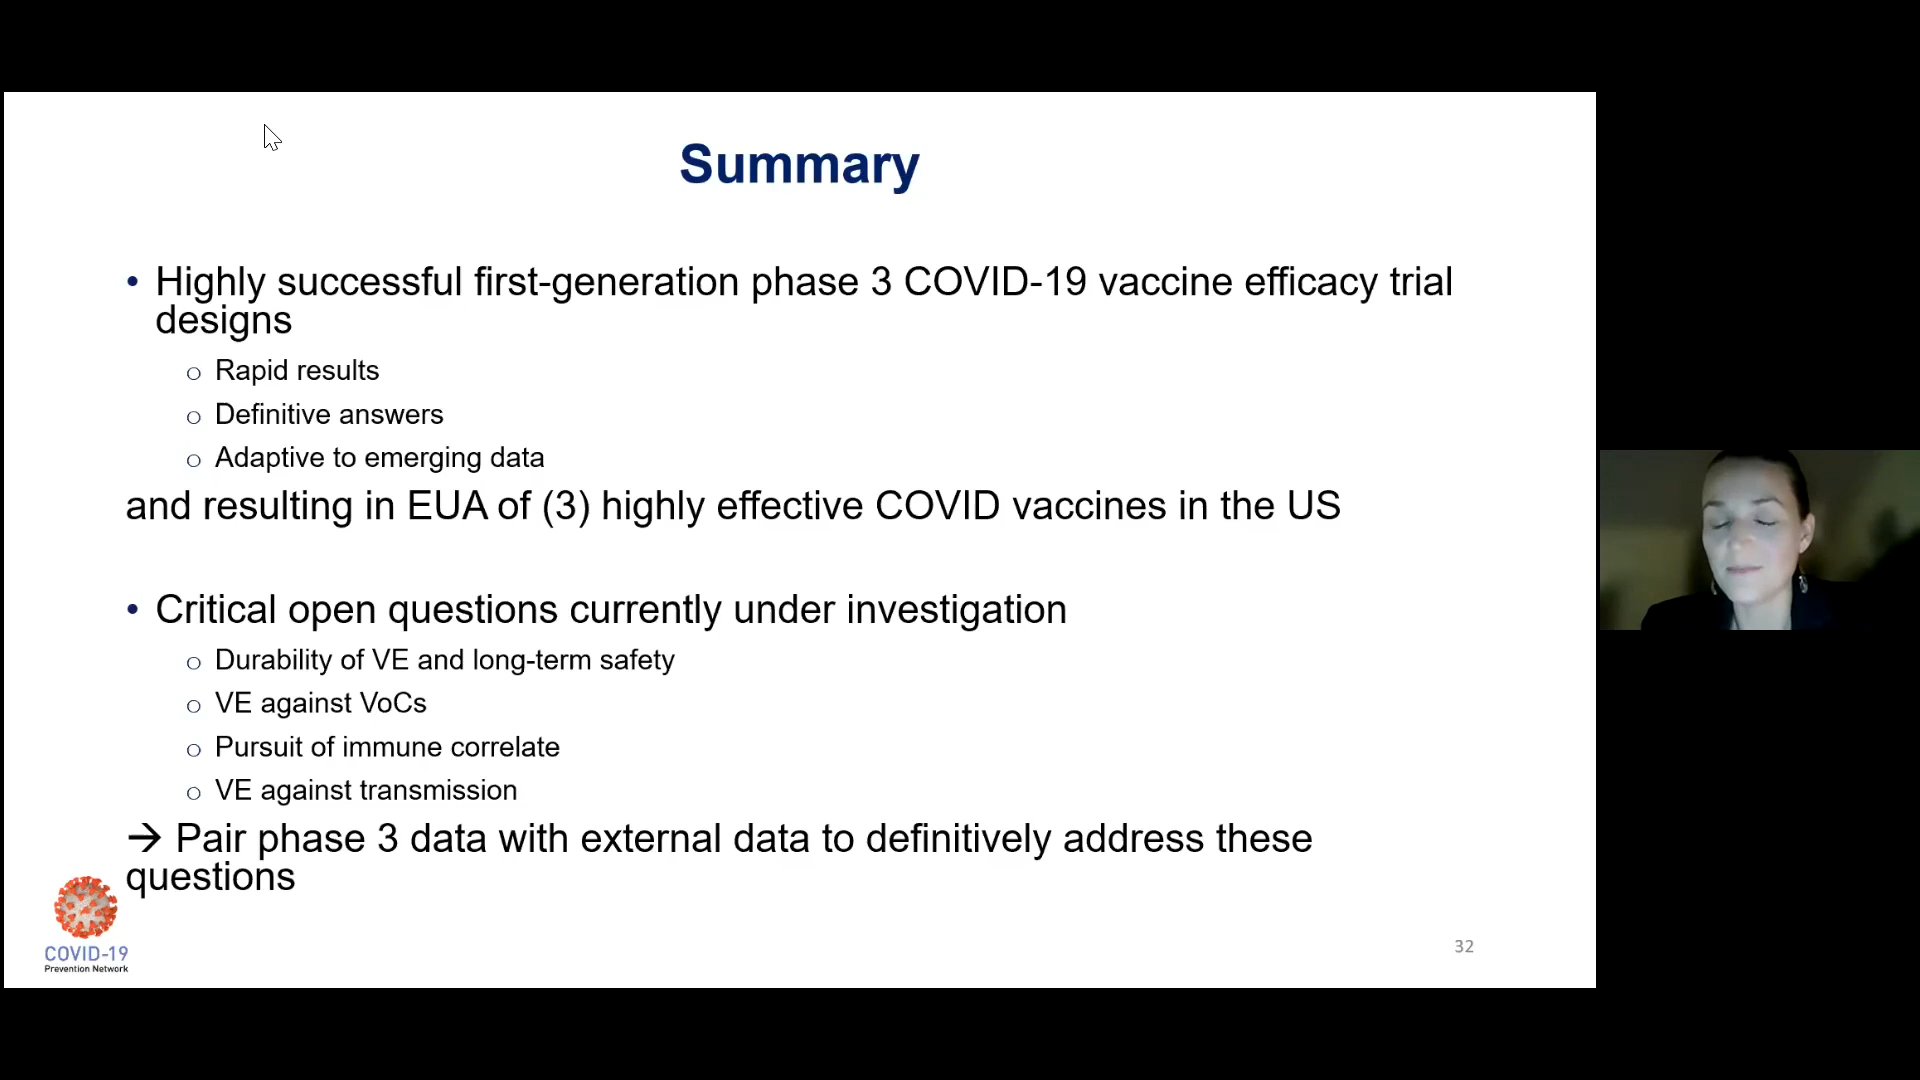 Summary
• Highly successful first-generation phase 3 COVID-19 vaccine efficacy trial
designs
o Rapid results
o Definitive answers
o Adaptive to emerging data
and resulting in EUA of (3) highly effective COVID vaccines in the US
• Critical open questions currently under investigation
o Durability of VE and long-term safety
o VE against VoCs
o Pursuit of immune correlate
o VE against transmission
→ Pair phase 3 data with external data to definitively address these
questions
COVID-19
Prevention Network
32